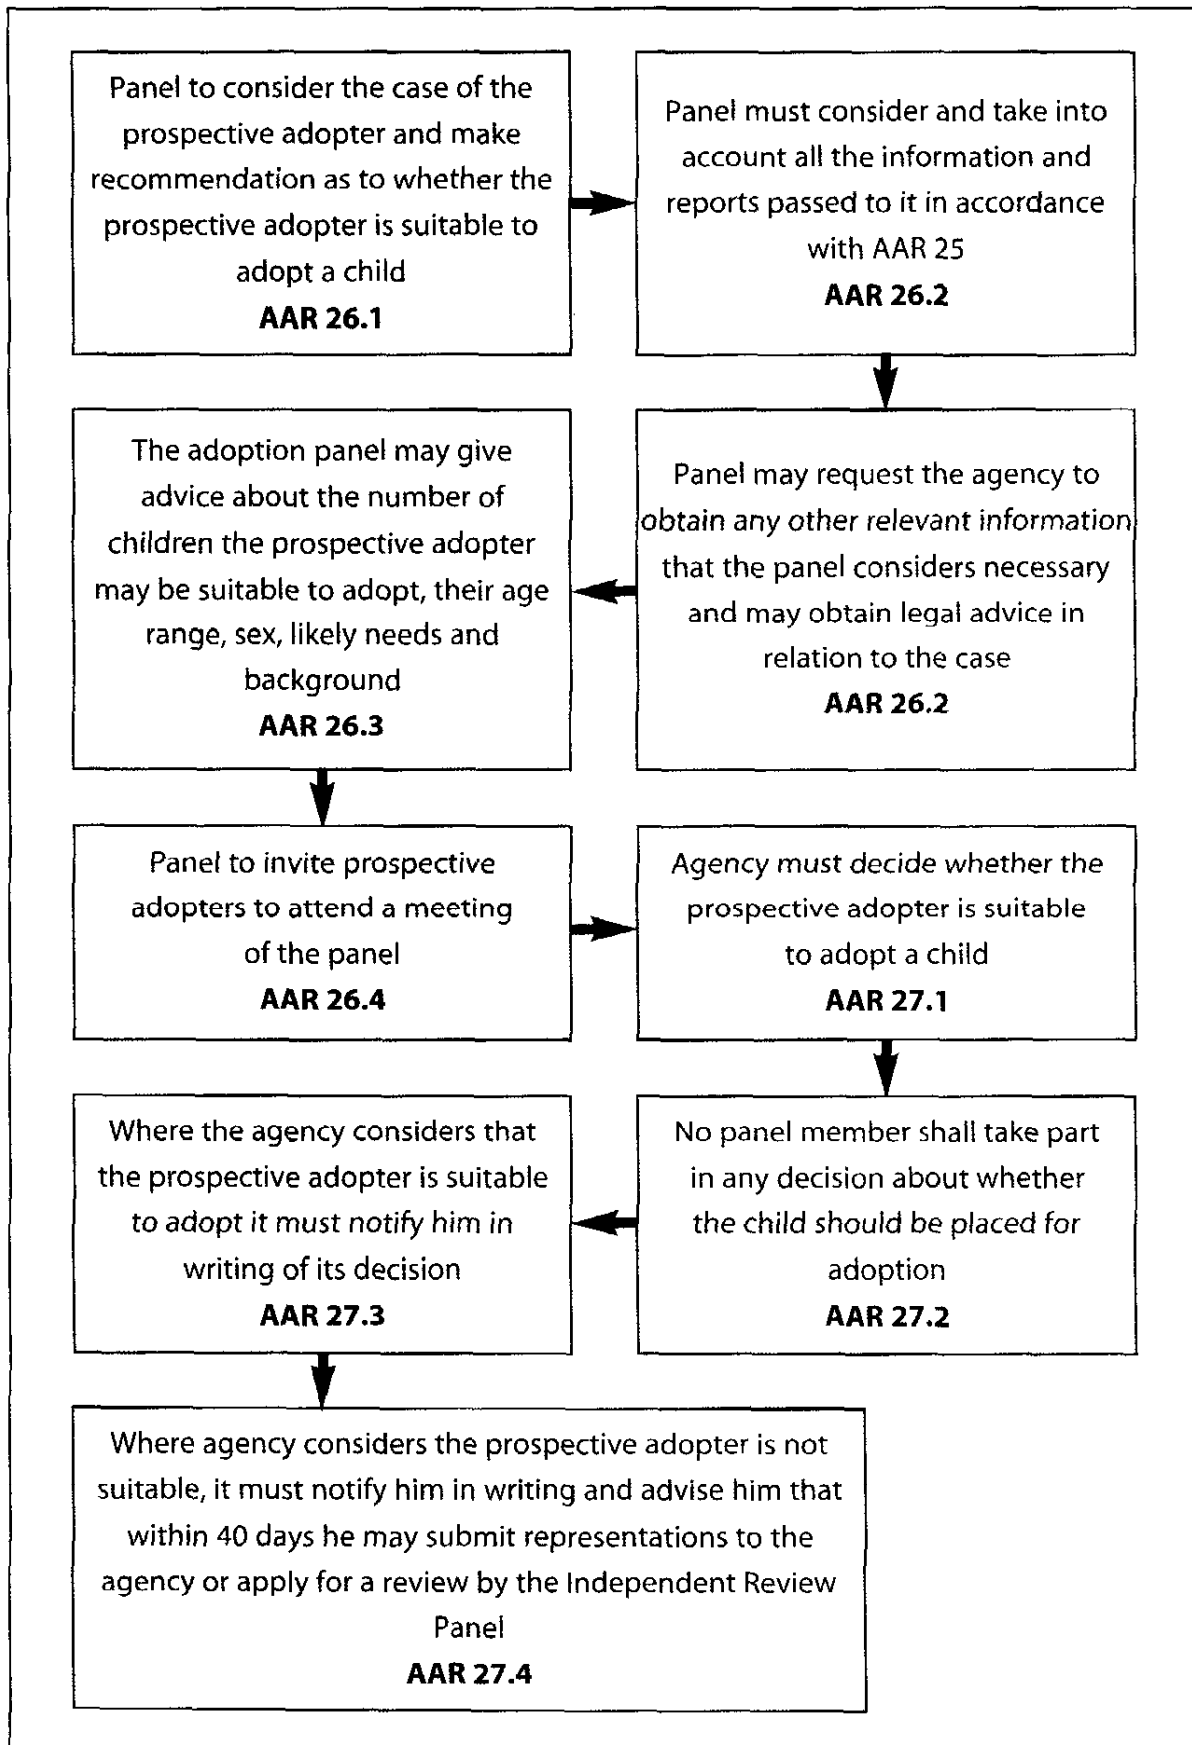 Panel to consider the case of the
prospective adopter and make
recommendation as to whether the
prospective adopter is suitable to
adopt a child
AAR 26.1
Panel must consider and take into
account all the information and
reports passed to it in accordance
with AAR 25
AAR 26.2
Panel may request the agency to
obtain any other relevant information
that the panel considers necessary
and may obtain legal advice in
relation to the case
AAR 26.2
The adoption panel may give
advice about the number of
children the prospective adopter
may be suitable to adopt, their age
range, sex, likely needs and
background
AAR 26.3
Panel to invite prospective
adopters to attend a meeting
of the panel
AAR 26.4
Agency must decide whether the
prospective adopter is suitable
to adopt a child
AAR 27.1
No panel member shall take part
in any decision about whether
the child should be placed for
adoption
AAR 27.2
Where the agency considers that
the prospective adopter is suitable
to adopt it must notify him in
writing of its decision
AAR 27.3
Where agency considers the prospective adopter is not
suitable, it must notify him in writing and advise him that
within 40 days he may submit representations to the
agency or apply for a review by the Independent Review
Panel
AAR 27.4